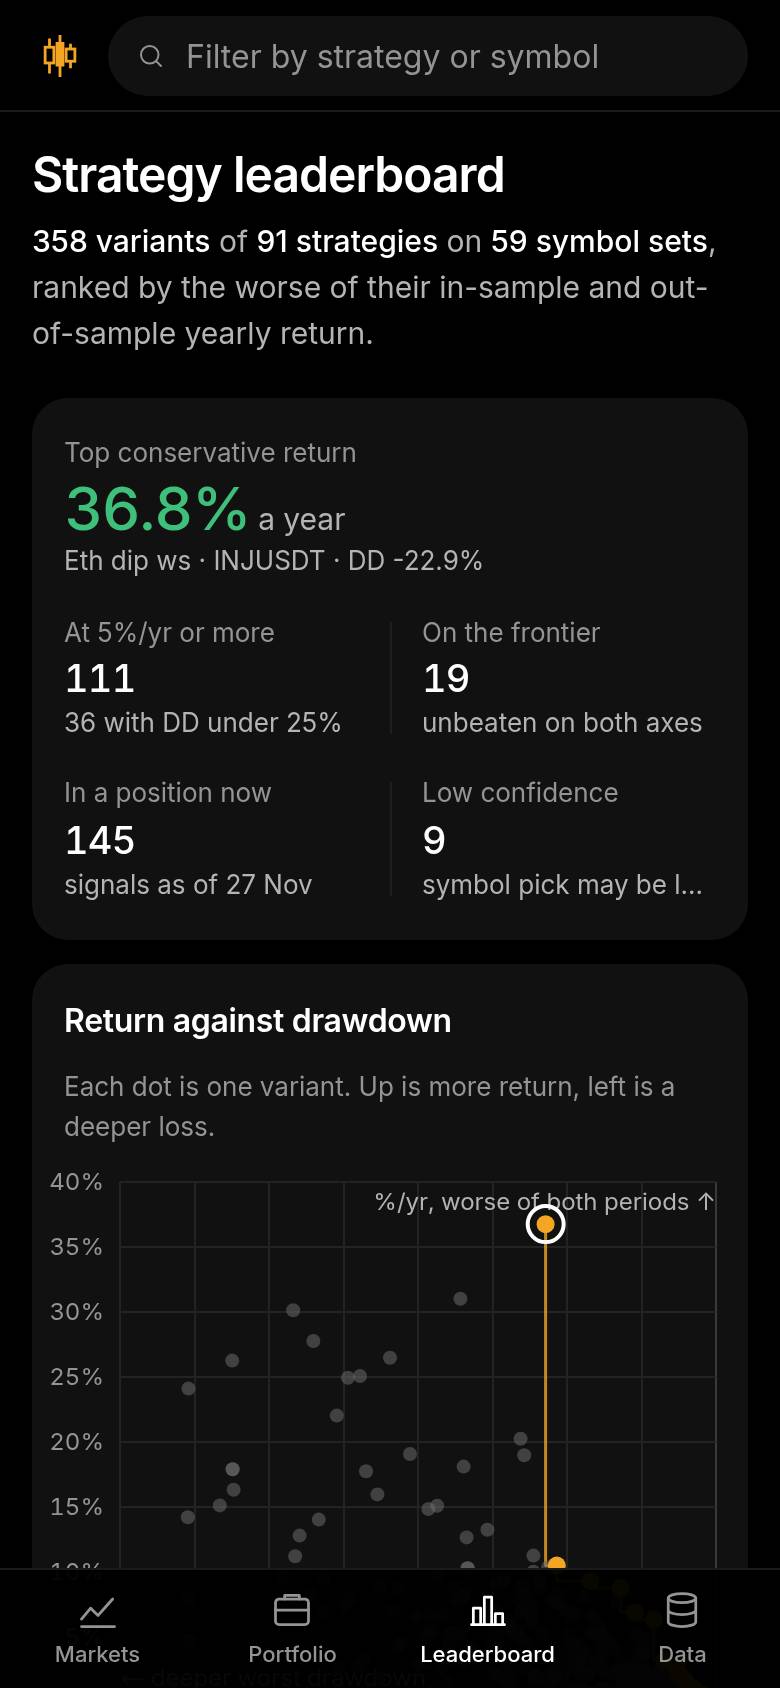 Filter by strategy or symbol
Strategy leaderboard
358 variants of 91 strategies on 59 symbol sets,
ranked by the worse of their in-sample and out-
of-sample yearly return.
Top conservative return
36.8% a year
Eth dip ws · INJUSDT · DD -22.9%
At 5%/yr or more
111
36 with DD under 25%
On the frontier
19
unbeaten on both axes
In a position now
145
signals as of 27 Nov
Low confidence
9
symbol pick may be l…
Return against drawdown
Each dot is one variant. Up is more return, left is a
deeper loss.
40%
%/yr, worse of both periods ↑
35%
30%
25%
20%
15%
10%
5%
← deeper worst drawdown
Markets
Portfolio
Leaderboard
Data